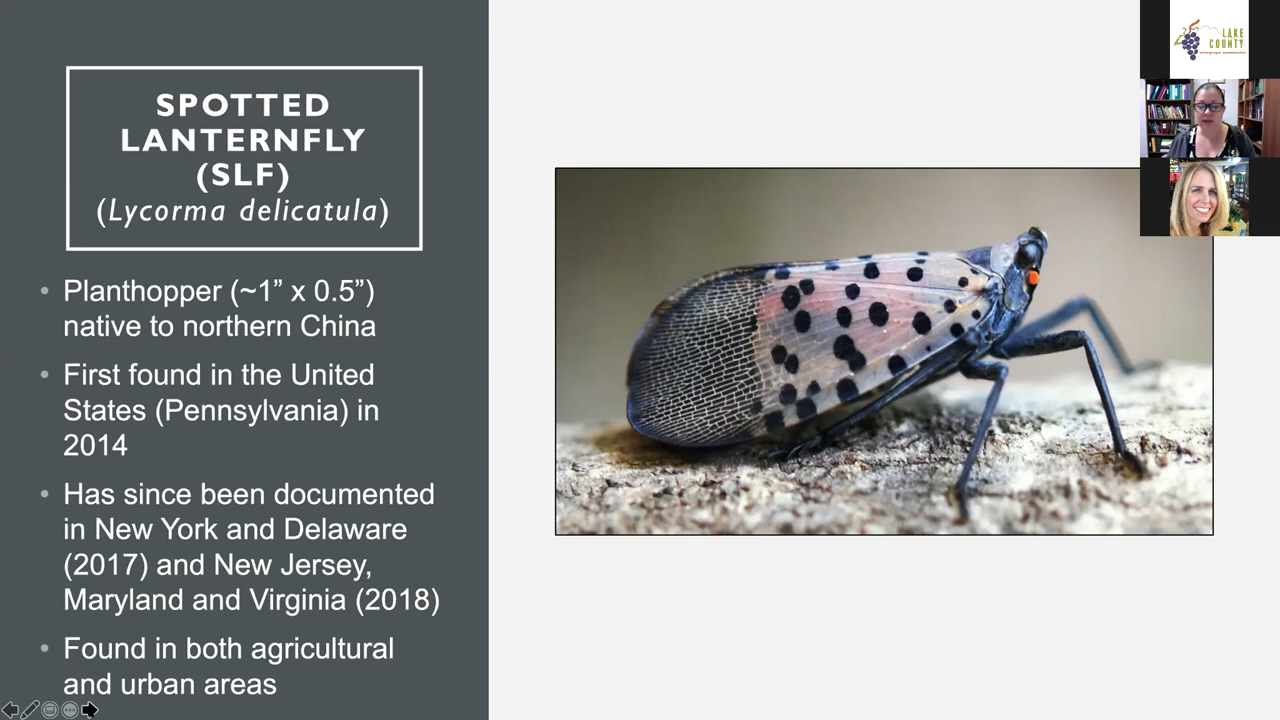 SPOTTED
LANTERNFLY
(SLF)
(Lycorma delicatula)
• Planthopper (~1” x 0.5”)
native to northern China
• First found in the United
States (Pennsylvania) in
2014
• Has since been documented
in New York and Delaware
(2017) and New Jersey,
Maryland and Virginia (2018)
• Found in both agricultural
and urban areas
LAKE
COUNTY